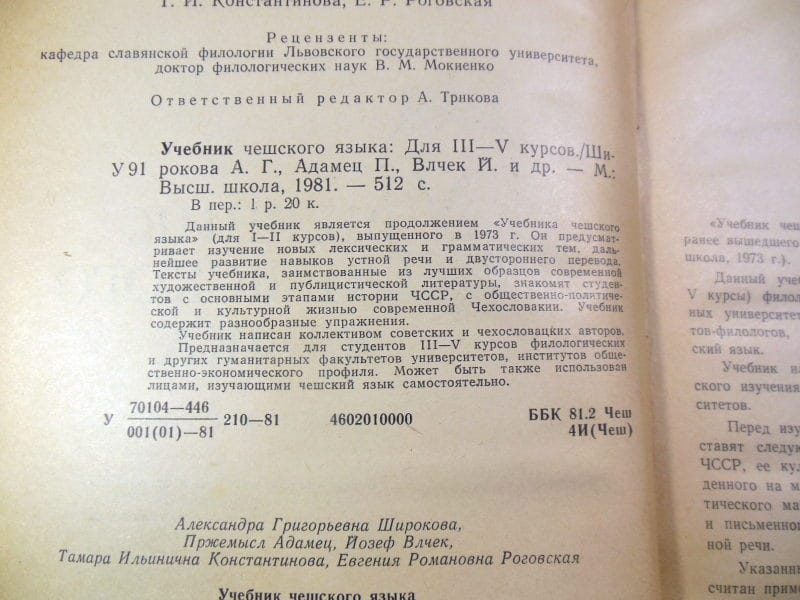 Т. И. Константинова, Е. Р. Роговская
Рецензенты:
кафедра славянской филологии Львовского государственного университета,
доктор филологических наук В. М. Мокиенко
Ответственный редактор А. Трнкова
Учебник чешского языка: Для III—V курсов./Ши-
У91 рокова А. Г., Адамец П., Влчек Й. и др. — М.:
Высш. школа, 1981. — 512 с.
В пер.: 1 р. 20 к.
Данный учебник является продолжением «Учебника чешского
языка» (для I—II курсов), выпущенного в 1973 г. Он предусмат-
ривает изучение новых лексических и грамматических тем, даль-
нейшее развитие навыков устной речи и двустороннего перевода.
Тексты учебника, заимствованные из лучших образцов современной
художественной и публицистической литературы, знакомят студен-
тов с основными этапами истории ЧССР, с общественно-политиче-
ской и культурной жизнью современной Чехословакии. Учебник
содержит разнообразные упражнения.
Учебник написан коллективом советских и чехословацких авторов.
Предназначается для студентов III—V курсов филологических
и других гуманитарных факультетов университетов, институтов обще-
ственно-экономического профиля. Может быть также использован
лицами, изучающими чешский язык самостоятельно.
70104—446
У 210—81 4602010000
001(01)—81
ББК 81.2 Чеш
4И(Чеш)
Александра Григорьевна Широкова,
Пржемысл Адамец, Йозеф Влчек,
Тамара Ильинична Константинова, Евгения Романовна Роговская
Учебник чешского языка
«Учебник чеш
ранее вышедшего
школа, 1973 г.).
Данный учеб
V курсы) филол
ных университет
тов-филологов,
ский язык.
Учебник на
ского изучения
ситетов.
Перед изу
ставят следую
ЧССР, ее кул
денного на м
тического ма
и письменно
ной речи.
Указанны
считан прим